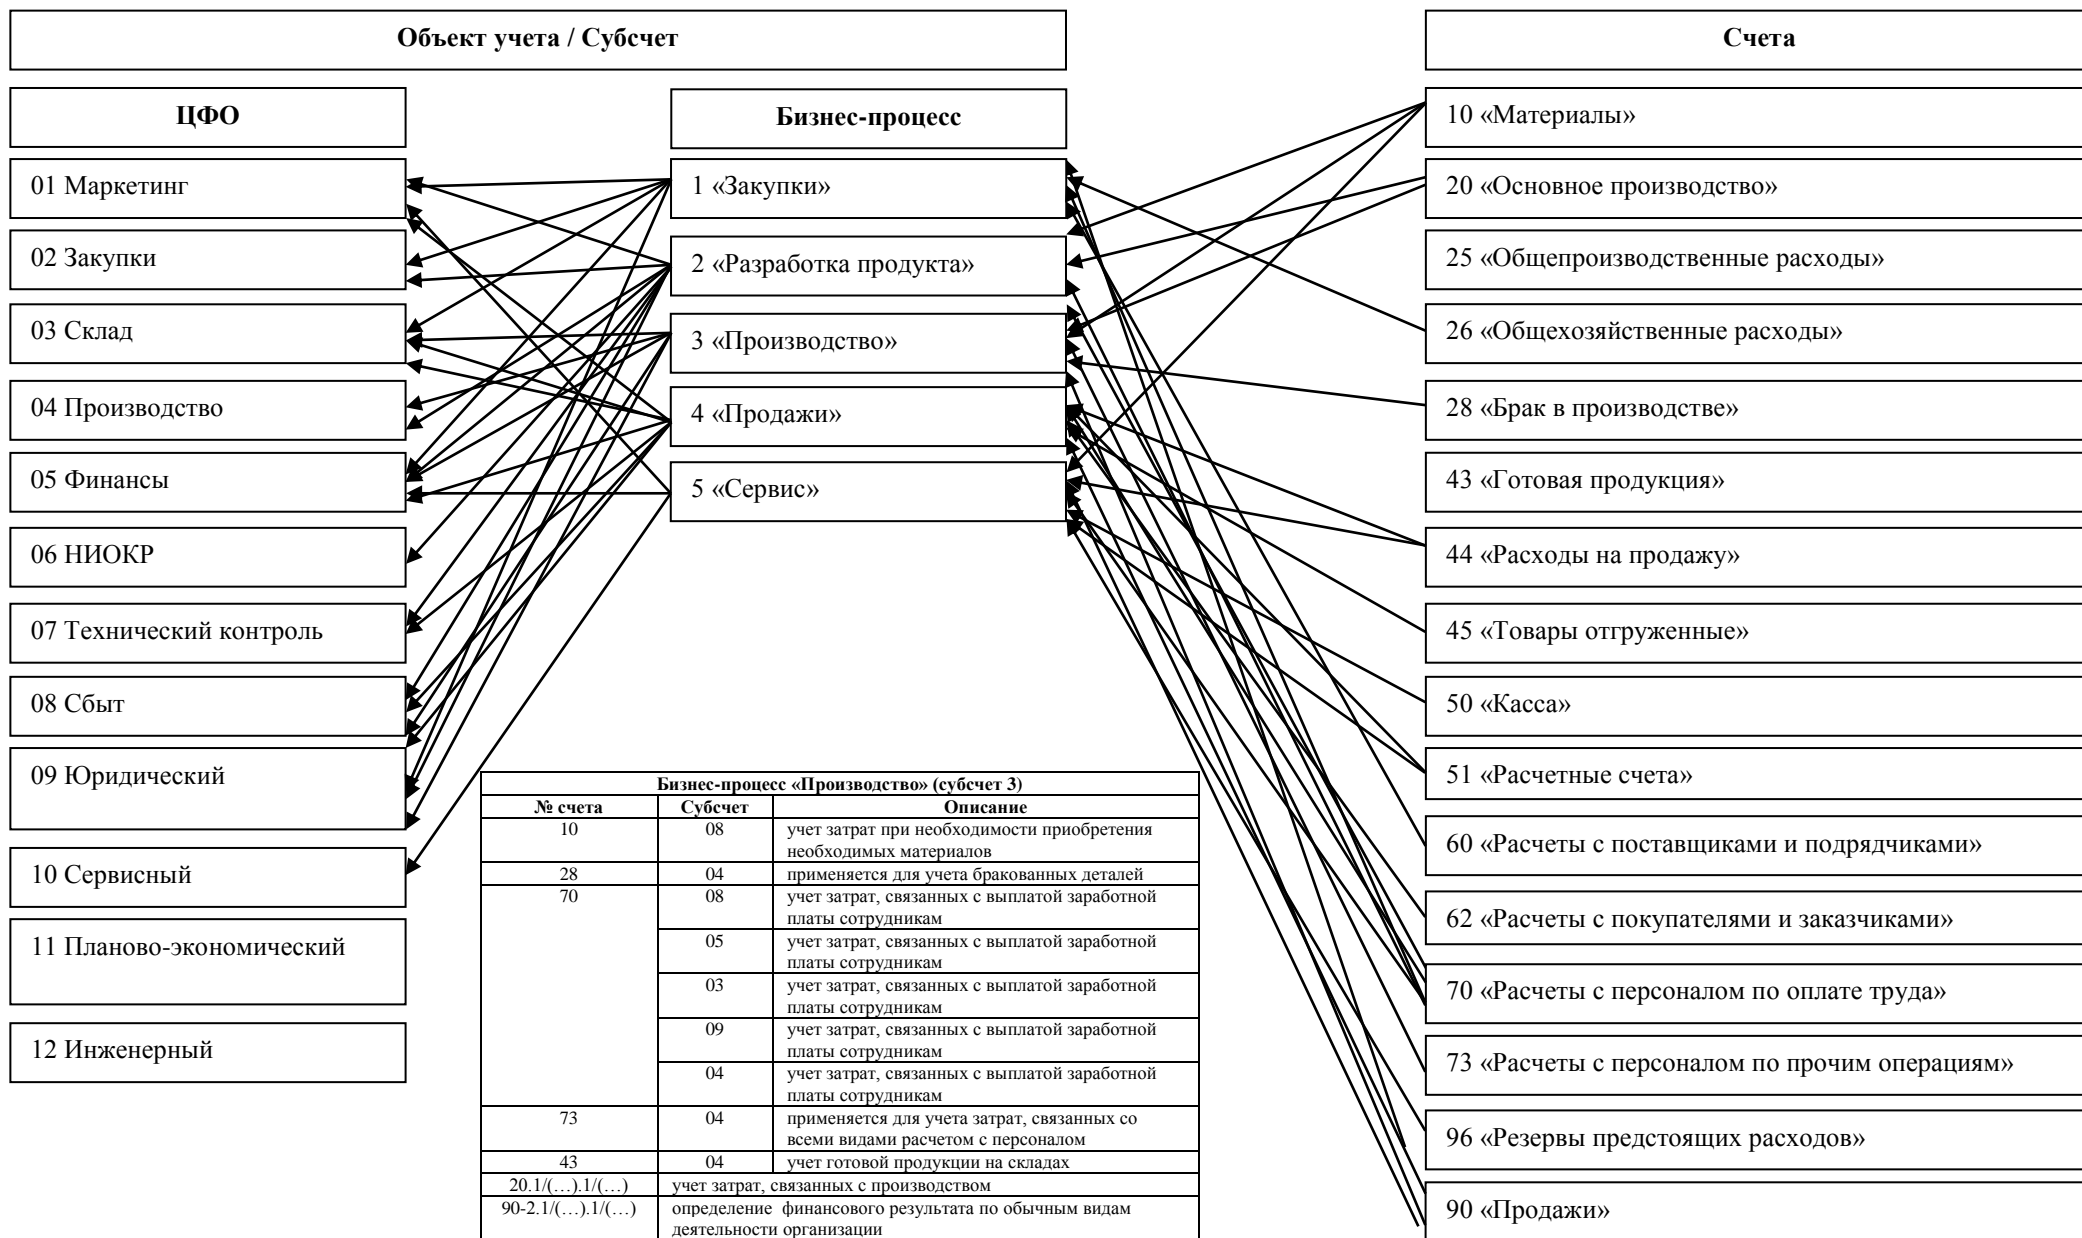 Объект учета / Субсчет
Счета
ЦФО
Бизнес-процесс
01 Маркетинг
02 Закупки
03 Склад
04 Производство
05 Финансы
06 НИОКР
07 Технический контроль
08 Сбыт
09 Юридический
10 Сервисный
11 Планово-экономический
12 Инженерный
1 «Закупки»
2 «Разработка продукта»
3 «Производство»
4 «Продажи»
5 «Сервис»
10 «Материалы»
20 «Основное производство»
25 «Общепроизводственные расходы»
26 «Общехозяйственные расходы»
28 «Брак в производстве»
43 «Готовая продукция»
44 «Расходы на продажу»
45 «Товары отгруженные»
50 «Касса»
51 «Расчетные счета»
60 «Расчеты с поставщиками и подрядчиками»
62 «Расчеты с покупателями и заказчиками»
70 «Расчеты с персоналом по оплате труда»
73 «Расчеты с персоналом по прочим операциям»
96 «Резервы предстоящих расходов»
90 «Продажи»
Бизнес-процесс «Производство» (субсчет 3)
№ счета Субсчет Описание
10 08 учет затрат при необходимости приобретения
необходимых материалов
28 04 применяется для учета бракованных деталей
70 08 учет затрат, связанных с выплатой заработной
платы сотрудникам
05 учет затрат, связанных с выплатой заработной
платы сотрудникам
03 учет затрат, связанных с выплатой заработной
платы сотрудникам
09 учет затрат, связанных с выплатой заработной
платы сотрудникам
04 учет затрат, связанных с выплатой заработной
платы сотрудникам
73 04 применяется для учета затрат, связанных со
всеми видами расчетом с персоналом
43 04 учет готовой продукции на складах
20.1/(…).1/(…) учет затрат, связанных с производством
90-2.1/(…).1/(…) определение финансового результата по обычным видам
деятельности организации